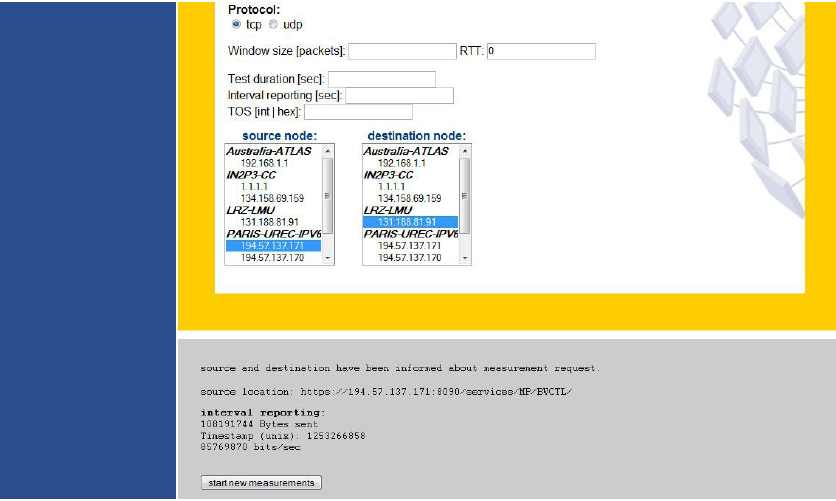 Protocol:
tcp udp
Window size [packets]: RTT: 0
Test duration [sec]:
Interval reporting [sec]:
TOS [int | hex]:
source node: destination node:
Australia-ATLAS Australia-ATLAS
192.168.1.1 192.168.1.1
IN2P3-CC IN2P3-CC
1.1.1.1 1.1.1.1
134.158.69.159 134.158.69.159
LRZ-LMU LRZ-LMU
131.188.81.91 131.188.81.91
PARIS-UREC-IPV6 PARIS-UREC-IPV6
194.57.137.171 194.57.137.171
194.57.137.170 194.57.137.170
source and destination have been informed about measurement request.
source location: https://194.57.137.171:8090/services/MP/BWCTL/
interval reporting:
108191744 Bytes sent
Timestamp (unix): 1253266858
85769870 bits/sec
start new measurements